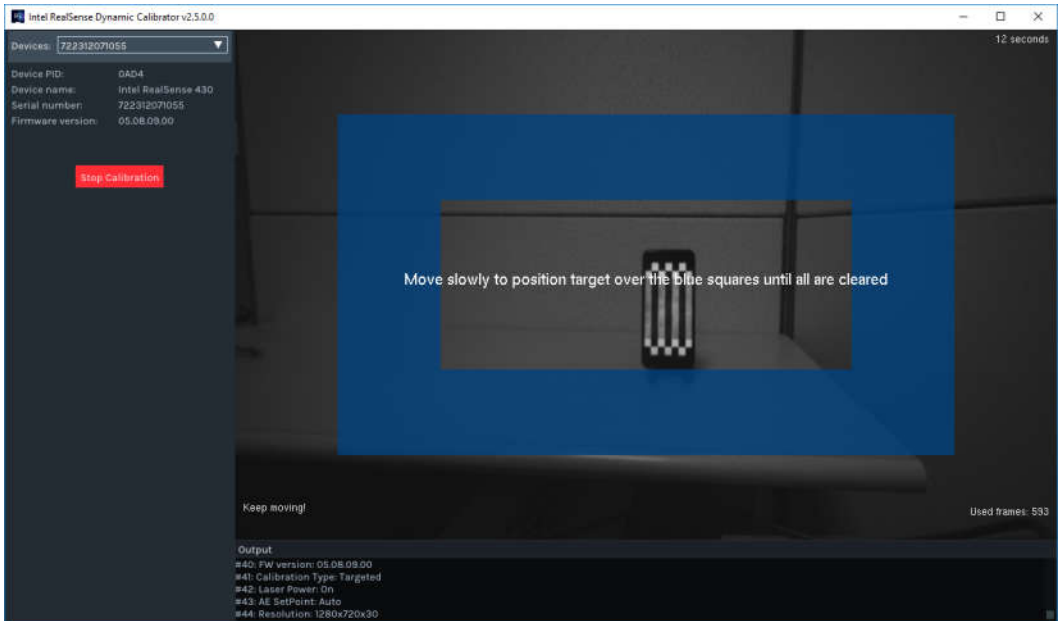 Intel RealSense Dynamic Calibrator v2.5.0.0
Devices: 722312071055
12 seconds
Device PID: 0AD4
Device name: Intel RealSense 430
Serial number: 722312071055
Firmware version: 05.08.09.00
Stop Calibration
Move slowly to position target over the blue squares until all are cleared
Keep moving!
Used frames: 593
Output
#40: FW version: 05.08.09.00
#41: Calibration Type: Targeted
#42: Laser Power: On
#43: AE SetPoint: Auto
#44: Resolution: 1280x720x30